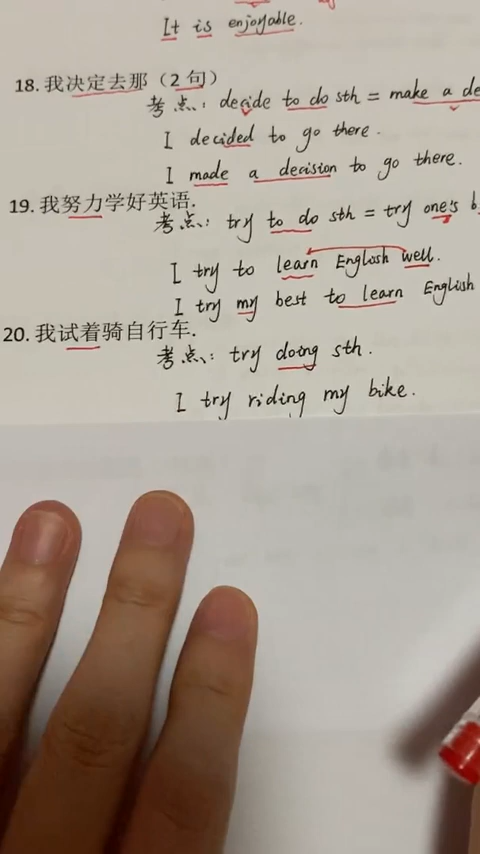 It is enjoyable.
18. 我决定去那（2 句）
考点: decide to do sth = make a de
I decided to go there.
I made a decision to go there.
19. 我努力学好英语.
考点: try to do sth = try one's b
I try to learn English well.
I try my best to learn English
20. 我试着骑自行车.
考点: try doing sth.
I try riding my bike.